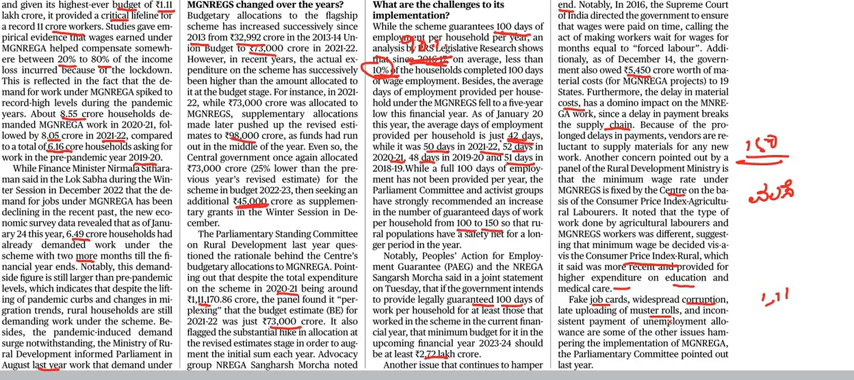 and given its highest-ever budget of ₹1.11
lakh crore, it provided a critical lifeline for
a record 11 crore workers. Studies gave em-
pirical evidence that wages earned under
MGNREGA helped compensate somewh-
ere between 20% to 80% of the income
loss incurred because of the lockdown.
This is reflected in the fact that the de-
mand for work under MGNREGA spiked to
record-high levels during the pandemic
years. About 8.55 crore households de-
manded MGNREGA work in 2020-21, fol-
lowed by 8.05 crore in 2021-22, compared
to a total of 6.16 crore households asking for
work in the pre-pandemic year 2019-20.
While Finance Minister Nirmala Sithara-
man said in the Lok Sabha during the Win-
ter Session in December 2022 that the de-
mand for jobs under MGNREGA has been
declining in the recent past, the new eco-
nomic survey data revealed that as of Janu-
ary 24 this year, 6.49 crore households had
already demanded work under the
scheme with two more months till the fi-
nancial year ends. Notably, this demand-
side figure is still larger than pre-pandemic
levels, which indicates that despite the lift-
ing of pandemic curbs and changes in mi-
gration trends, rural households are still
demanding work under the scheme. Be-
sides, the pandemic-induced demand
surge notwithstanding, the Ministry of Ru-
ral Development informed Parliament in
August last year work that demand under
MGNREGS changed over the years?
Budgetary allocations to the flagship
scheme has increased successively since
2013 from ₹32,992 crore in the 2013-14 Un-
Budget to ₹73,000 crore in 2021-22.
However, in recent years, the actual ex-
penditure on the scheme has successively
been higher than the amount allocated to
it at the budget stage. For instance, in 2021-
22, while ₹73,000 crore was allocated to
MGNREGS, supplementary allocations
made later pushed up the revised esti-
mates to ₹98,000 crore, as funds had run
out in the middle of the year. Even so, the
Central government once again allocated
₹73,000 crore (25% lower than the pre-
vious year's revised estimate) for the
scheme in budget 2022-23, then seeking an
additional ₹45,000 crore as supplemen-
tary grants in the Winter Session in De-
cember.
The Parliamentary Standing Committee
on Rural Development last year ques-
tioned the rationale behind the Centre's
budgetary allocations to MGNREGA. Point-
ing out that despite the total expenditure
on the scheme in 2020-21 being around
₹1,11,170.86 crore, the panel found it "per-
plexing" that the budget estimate (BE) for
2021-22 was just ₹73,000 crore. It also
flagged the substantial hike in allocation at
the revised estimates stage in order to aug-
ment the initial sum each year. Advocacy
group NREGA Sangharsh Morcha noted
What are the challenges to its
implementation?
While the scheme guarantees 100 days of
employment per household per year, an
analysis by PRS Legislative Research shows
that since on average, less than
10% of the households completed 100 days
of wage employment. Besides, the average
days of employment provided per house-
hold under the MGNREGS fell to a five-year
low this financial year. As of January 20
this year, the average days of employment
provided per household is just 42 days,
while it was 50 days in 2021-22, 52 days in
2020-21, 48 days in 2019-20 and 51 days in
2018-19.While a full 100 days of employ-
ment has not been provided per year, the
Parliament Committee and activist groups
have strongly recommended an increase
in the number of guaranteed days of work
per household from 100 to 150 so that ru-
ral populations have a safety net for a lon-
ger period in the year.
Notably, Peoples' Action for Employ-
ment Guarantee (PAEG) and the NREGA
Sangarsh Morcha said in a joint statement
on Tuesday, that if the government intends
to provide legally guaranteed 100 days of
work per household for at least those that
worked in the scheme in the current finan-
cial year, that minimum budget for it in the
upcoming financial year 2023-24 should
be at least ₹2.72 lakh crore.
Another issue that continues to hamper
end. Notably, in 2016, the Supreme Court
of India directed the government to ensure
that wages were paid on time, calling the
act of making workers wait for wages for
months equal to "forced labour". Addi-
tionally, as of December 14, the govern-
ment also owed ₹5,450 crore worth of ma-
terial costs (for MGNREGA projects) to 19
States. Furthermore, the delay in material
costs, has a domino impact on the MNRE-
GA work, since a delay in payment breaks
the supply chain. Because of the pro-
longed delays in payments, vendors are re-
luctant to supply materials for any new
work. Another concern pointed out by a
panel of the Rural Development Ministry is
that the minimum wage rate under
MGNREGS is fixed by the Centre on the ba-
sis of the Consumer Price Index-Agricultu-
ral Labourers. It noted that the type of
work done by agricultural labourers and
MGNREGS workers was different, suggest-
ing that minimum wage be decided vis-a-
vis the Consumer Price Index-Rural, which
it said was more recent and provided for
higher expenditure on education and
medical care.
Fake job cards, widespread corruption,
late uploading of muster rolls, and incon-
sistent payment of unemployment allo-
wance are some of the other issues ham-
pering the implementation of MGNREGA,
the Parliamentary Committee pointed out
last year.